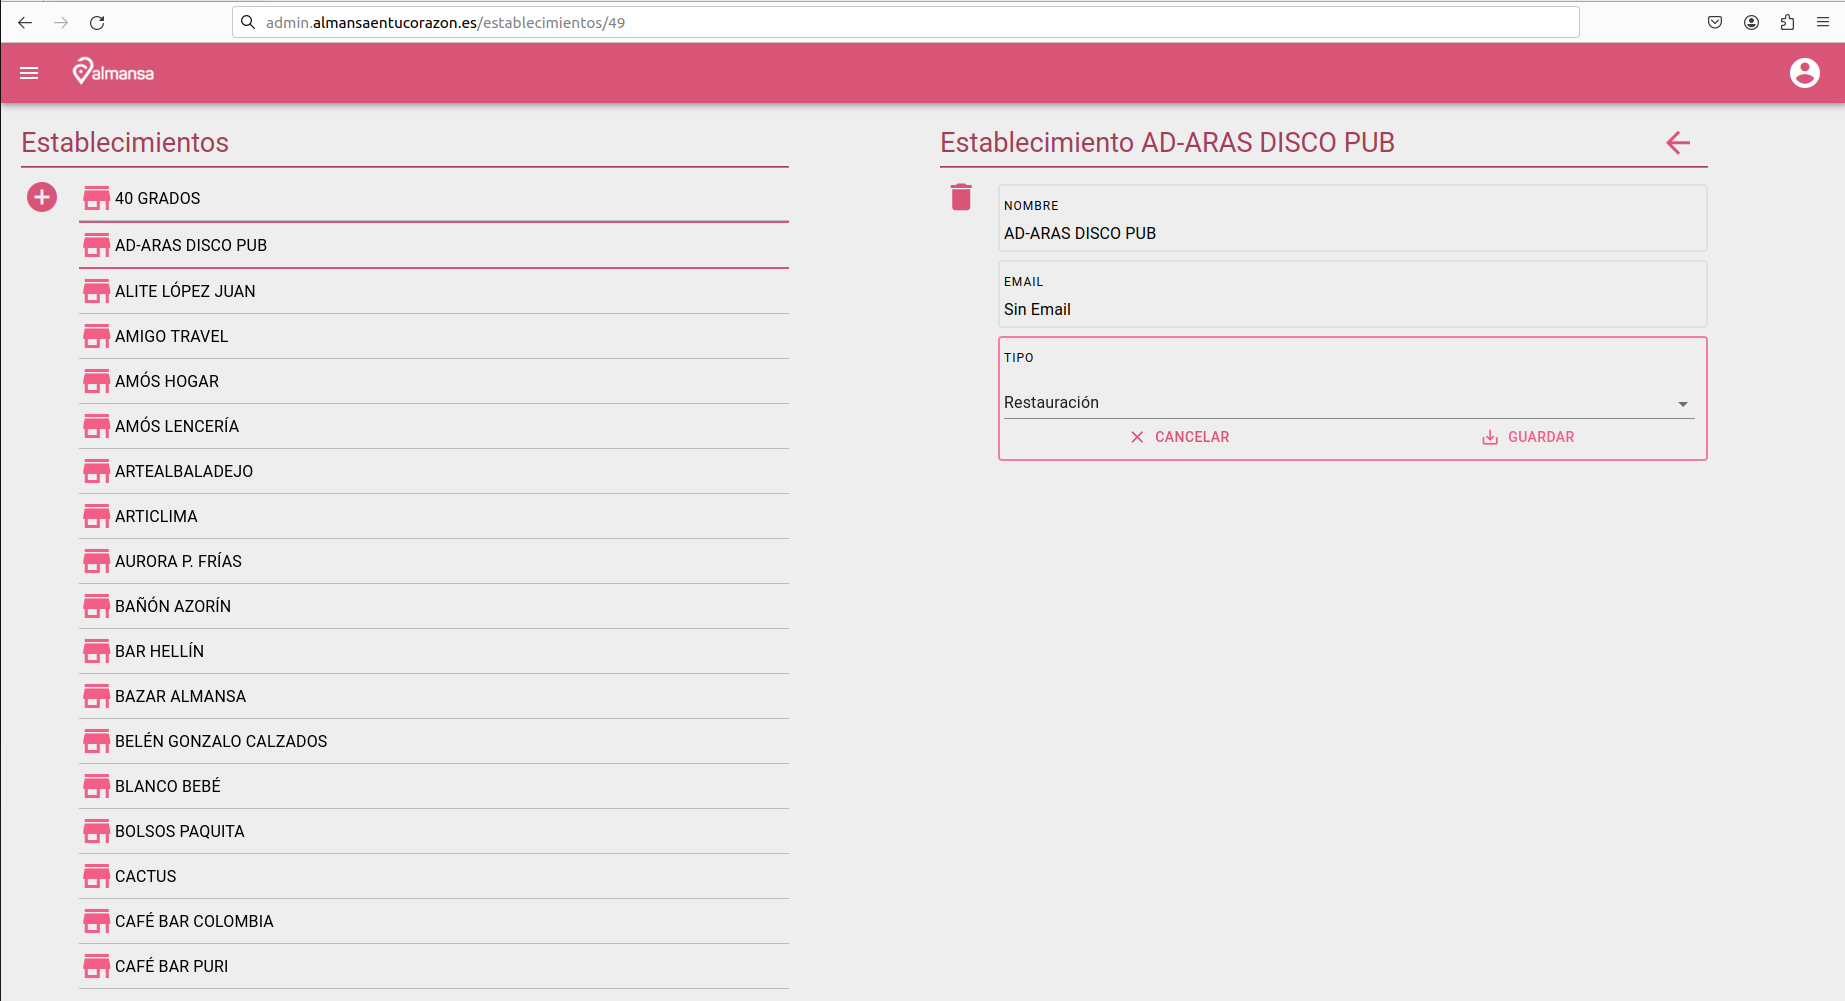 admin.almansaentucorazon.es/establecimientos/49
almansa
Establecimientos
40 GRADOS
AD-ARAS DISCO PUB
ALITE LÓPEZ JUAN
AMIGO TRAVEL
AMÓS HOGAR
AMÓS LENCERÍA
ARTEALBALADEJO
ARTICLIMA
AURORA P. FRÍAS
BAÑÓN AZORÍN
BAR HELLÍN
BAZAR ALMANSA
BELÉN GONZALO CALZADOS
BLANCO BEBÉ
BOLSOS PAQUITA
CACTUS
CAFÉ BAR COLOMBIA
CAFÉ BAR PURI
Establecimiento AD-ARAS DISCO PUB
NOMBRE
AD-ARAS DISCO PUB
EMAIL
Sin Email
TIPO
Restauración
CANCELAR GUARDAR